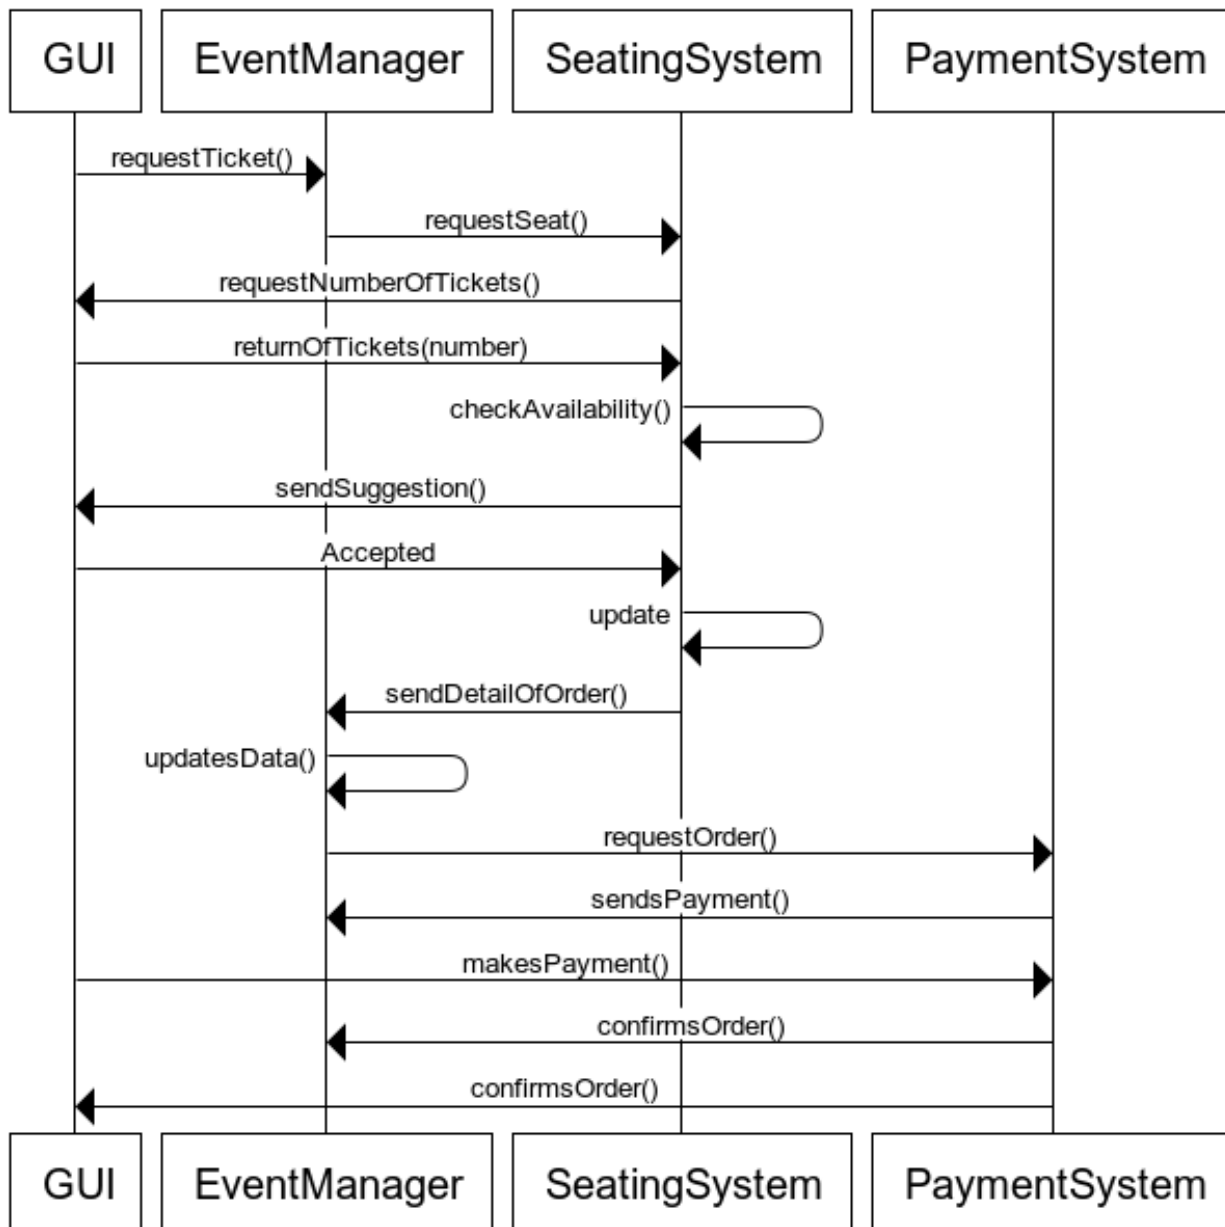 GUI EventManager SeatingSystem PaymentSystem
requestTicket()
requestSeat()
requestNumberOfTickets()
returnOfTickets(number)
checkAvailability()
sendSuggestion()
Accepted
update
sendDetailOfOrder()
updatesData()
requestOrder()
sendsPayment()
makesPayment()
confirmsOrder()
confirmsOrder()
GUI EventManager SeatingSystem PaymentSystem